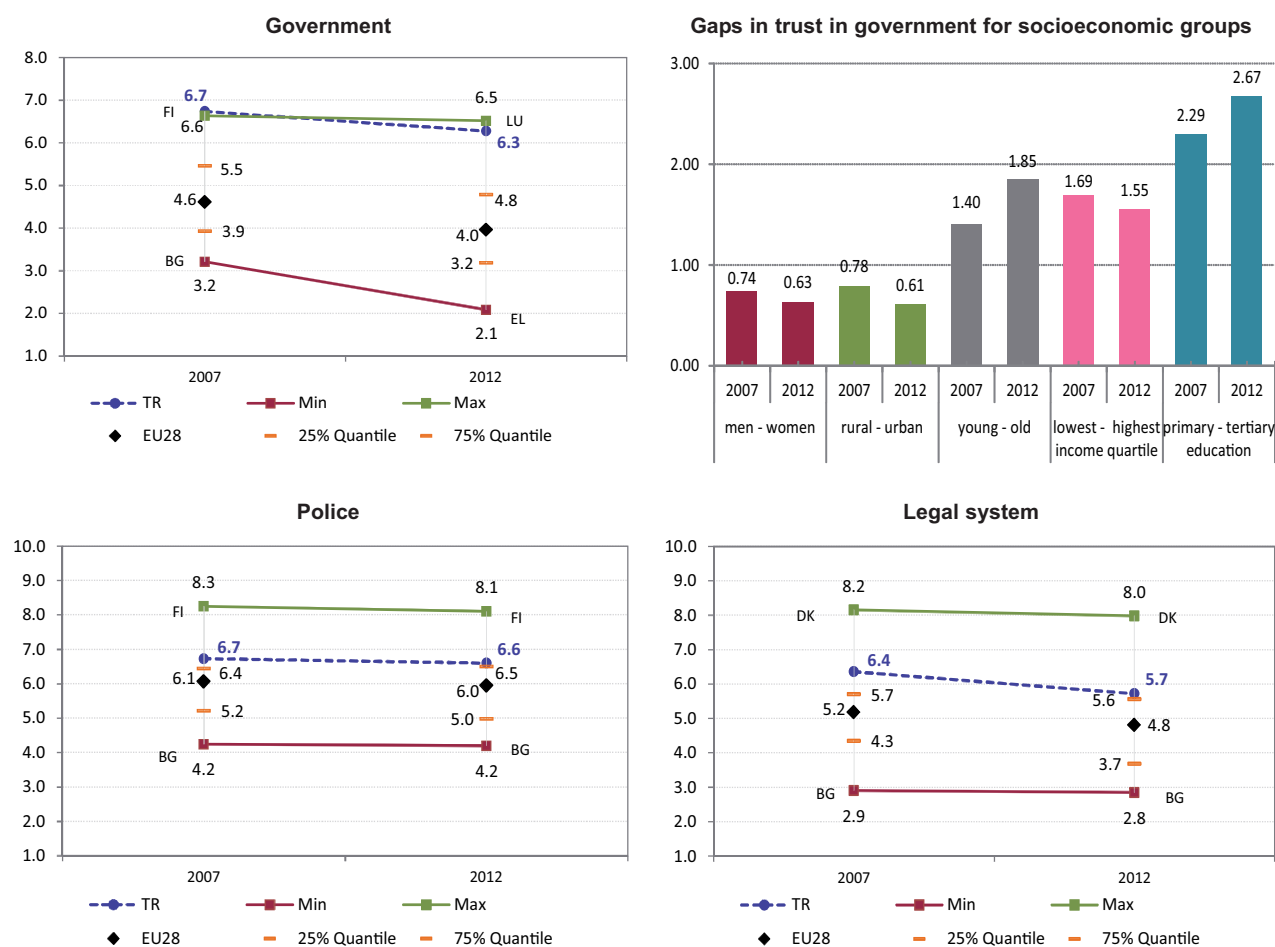 Government
8.0
7.0
6.0
5.0
4.0
3.0
2.0
1.0
6.7
FI
6.6
5.5
4.6
3.9
BG
3.2
6.5
LU
6.3
4.8
4.0
3.2
EL
2.1
2007 2012
TR Min Max
EU28 25% Quantile 75% Quantile
Gaps in trust in government for socioeconomic groups
3.00
2.00
1.00
0.00
0.74 0.63 0.78 0.61 1.40 1.85 1.69 1.55 2.29 2.67
2007 2012 2007 2012 2007 2012 2007 2012 2007 2012
men - women rural - urban young - old lowest - highest primary - tertiary
income quartile education
Police
10.0
9.0
8.0
7.0
6.0
5.0
4.0
3.0
2.0
1.0
8.3
FI
6.7
6.4
6.1
5.2
BG
4.2
8.1
FI
6.6
6.5
6.0
5.0
BG
4.2
2007 2012
TR Min Max
EU28 25% Quantile 75% Quantile
Legal system
10.0
9.0
8.0
7.0
6.0
5.0
4.0
3.0
2.0
1.0
8.2
DK
6.4
5.7
5.2
4.3
BG
2.9
8.0
DK
5.7
5.6
4.8
3.7
BG
2.8
2007 2012
TR Min Max
EU28 25% Quantile 75% Quantile